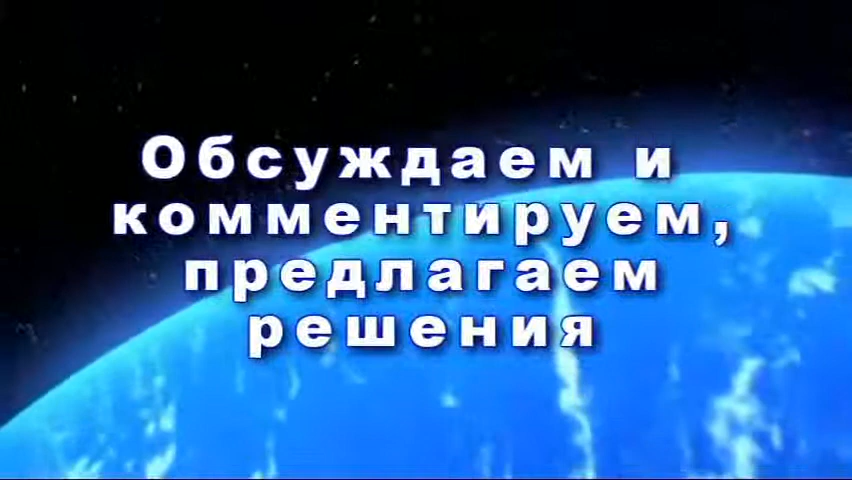 Обсуждаем и
комментируем,
предлагаем
решения